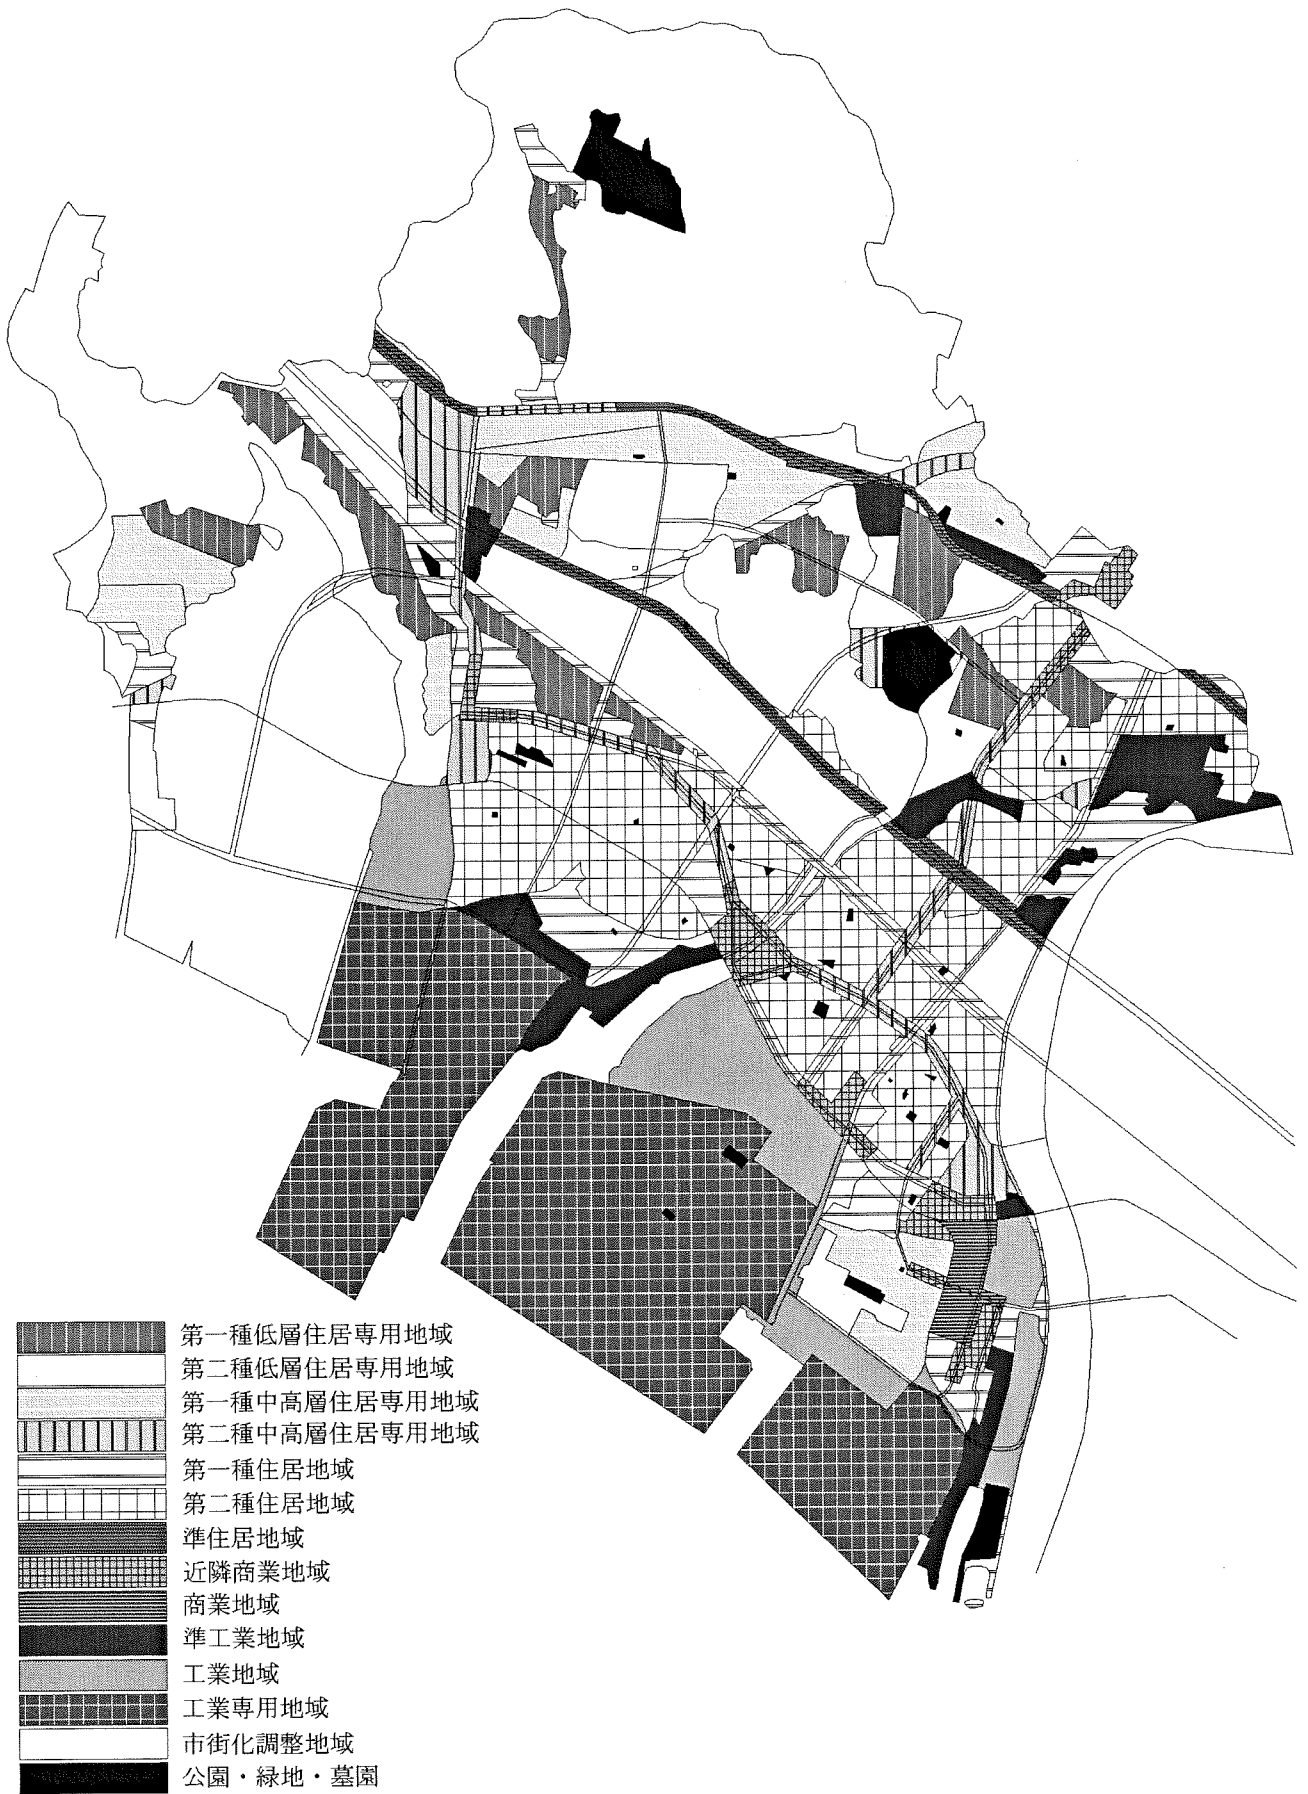 第一種低層住居専用地域
第二種低層住居専用地域
第一種中高層住居専用地域
第二種中高層住居専用地域
第一種住居地域
第二種住居地域
準住居地域
近隣商業地域
商業地域
準工業地域
工業地域
工業専用地域
市街化調整地域
公園・緑地・墓園